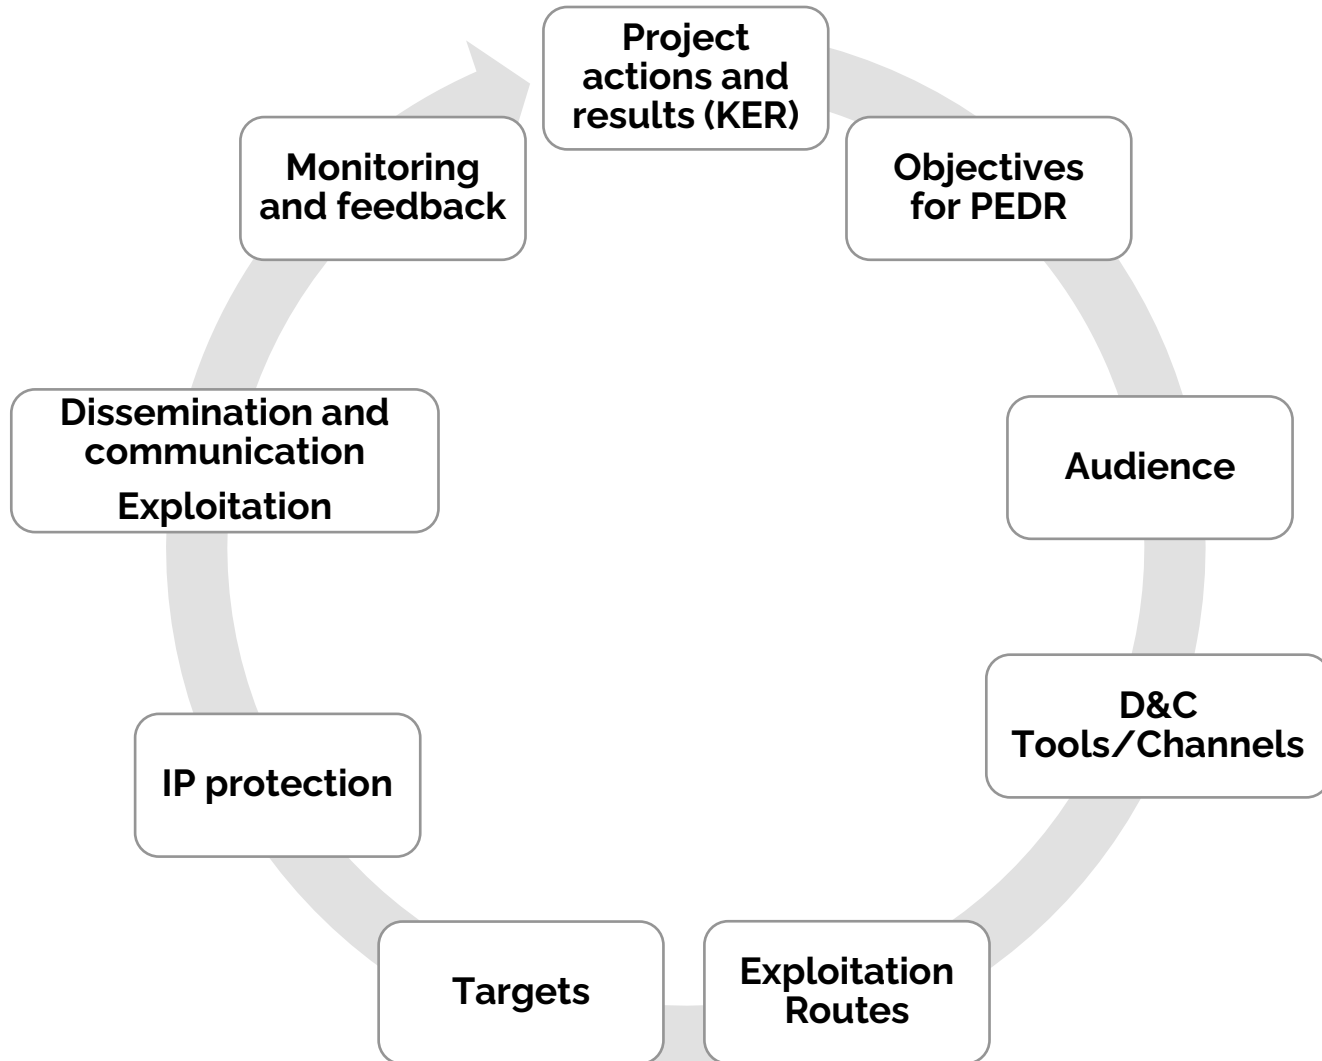 Project
actions and
results (KER)
Objectives
for PEDR
Audience
D&C
Tools/Channels
Exploitation
Routes
Targets
IP protection
Dissemination and
communication
Exploitation
Monitoring
and feedback